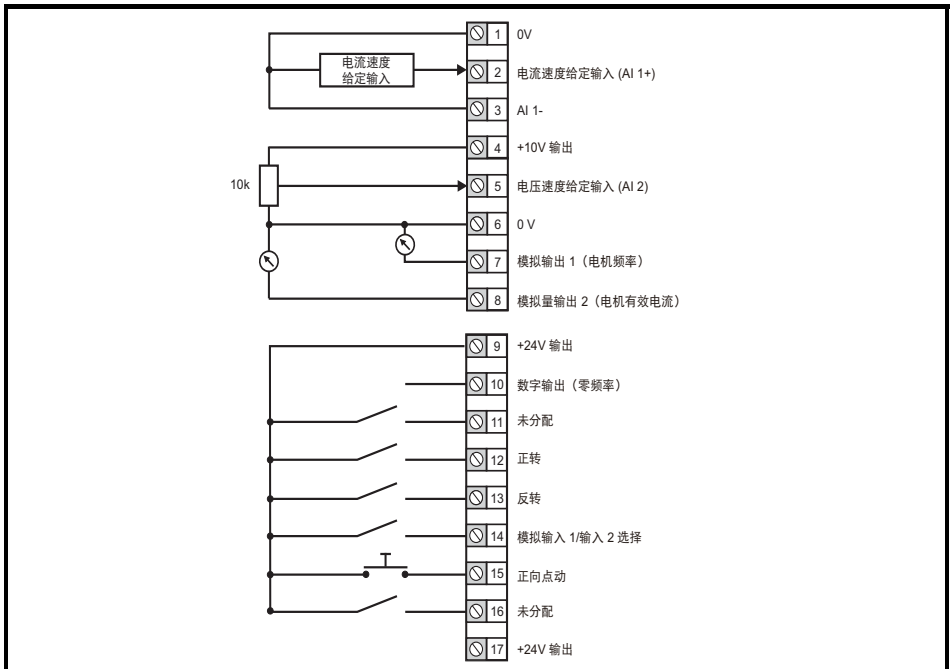 电流速度
给定输入
1 0V
2 电流速度给定输入 (AI 1+)
3 AI 1-
4 +10V 输出
10k
5 电压速度给定输入 (AI 2)
6 0 V
7 模拟输出 1（电机频率）
8 模拟量输出 2（电机有效电流）
9 +24V 输出
10 数字输出（零频率）
11 未分配
12 正转
13 反转
14 模拟输入 1/输入 2 选择
15 正向点动
16 未分配
17 +24V 输出